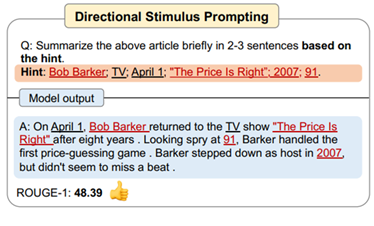 Directional Stimulus Prompting
Q: Summarize the above article briefly in 2-3 sentences based on
the hint.
Hint: Bob Barker; TV; April 1; "The Price Is Right"; 2007; 91.
Model output
A: On April 1, Bob Barker returned to the TV show "The Price Is
Right" after eight years . Looking spry at 91, Barker handled the
first price-guessing game . Barker stepped down as host in 2007,
but didn't seem to miss a beat .
ROUGE-1: 48.39